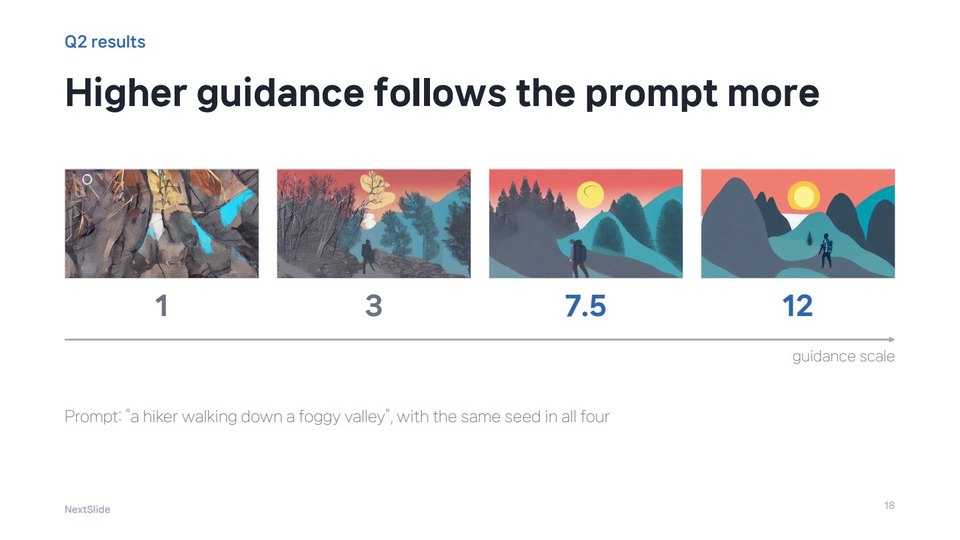 Q2 results
Higher guidance follows the prompt more
1
3
7.5
12
guidance scale
Prompt: "a hiker walking down a foggy valley", with the same seed in all four
NextSlide
18